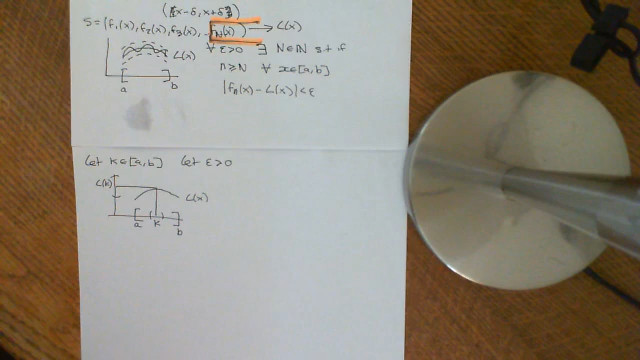 ({x-δ, x+δ})
S = (f₁(x), f₂(x), f₃(x), ..fₙ(x)) → L(x)
L(x)
a b
∀ ε>0 ∃ N∈ℕ s.t if
n≥N ∀ x∈[a,b]
|fₙ(x) - L(x)| < ε
Let k∈[a,b] Let ε>0
L(k)
L(x)
a k b